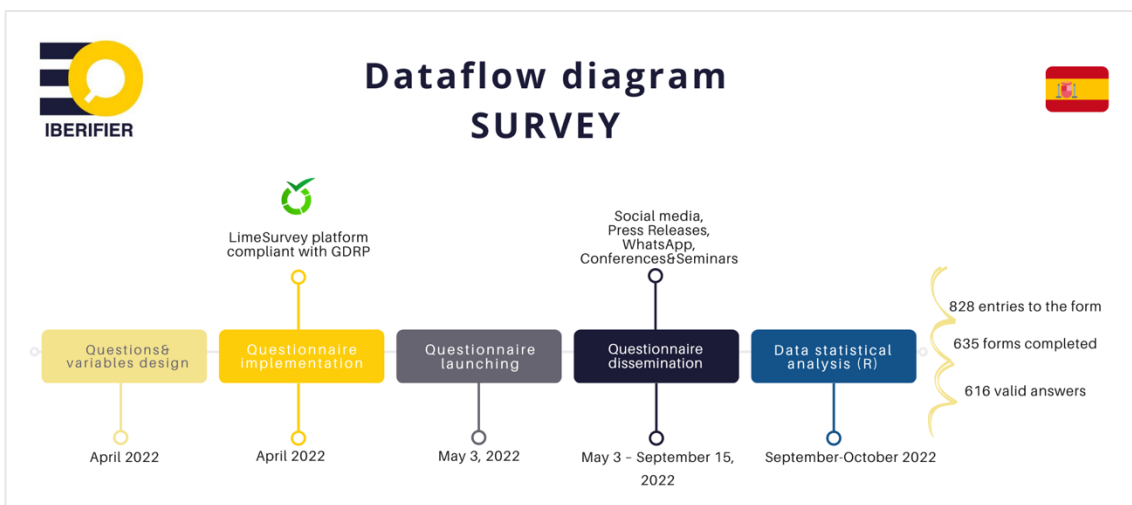 IBERIFIER
Dataflow diagram
SURVEY
LimeSurvey platform
compliant with GDRP
Social media,
Press Releases,
WhatsApp,
Conferences&Seminars
Questions&
variables design
Questionnaire
implementation
Questionnaire
launching
Questionnaire
dissemination
Data statistical
analysis (R)
828 entries to the form
635 forms completed
616 valid answers
April 2022
April 2022
May 3, 2022
May 3 – September 15,
2022
September-October 2022